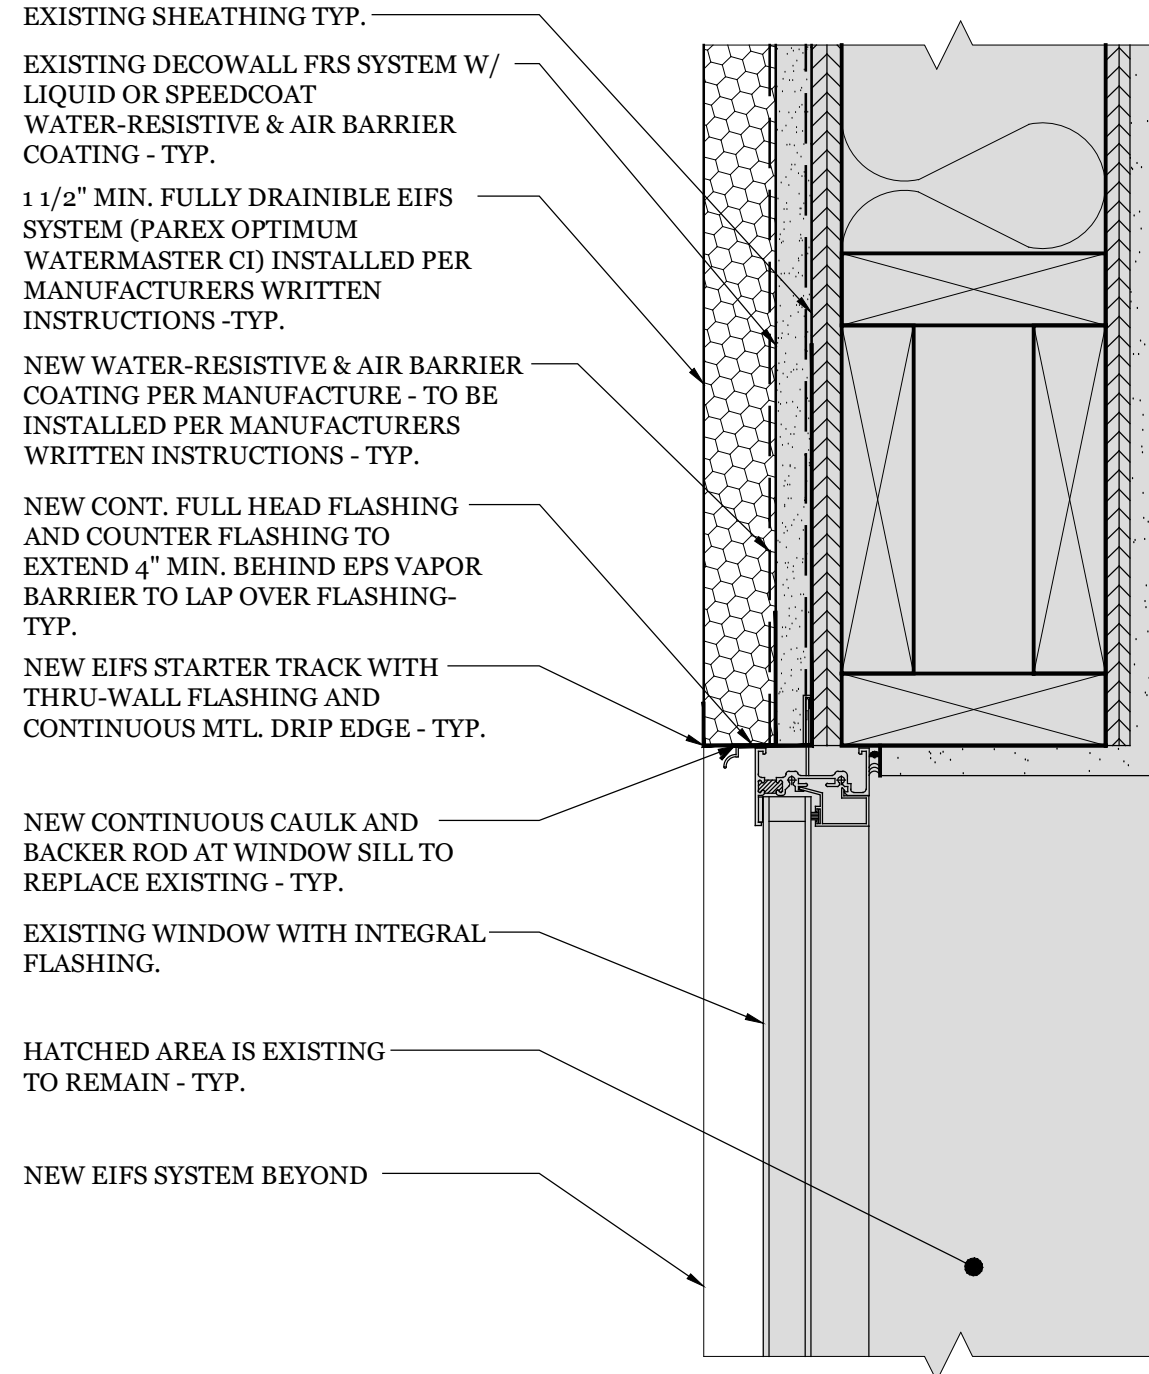 EXISTING SHEATHING TYP.
EXISTING DECOWALL FRS SYSTEM W/
LIQUID OR SPEEDCOAT
WATER-RESISTIVE & AIR BARRIER
COATING - TYP.
1 1/2" MIN. FULLY DRAINIBLE EIFS
SYSTEM (PAREX OPTIMUM
WATERMASTER CI) INSTALLED PER
MANUFACTURERS WRITTEN
INSTRUCTIONS -TYP.
NEW WATER-RESISTIVE & AIR BARRIER
COATING PER MANUFACTURE - TO BE
INSTALLED PER MANUFACTURERS
WRITTEN INSTRUCTIONS - TYP.
NEW CONT. FULL HEAD FLASHING
AND COUNTER FLASHING TO
EXTEND 4" MIN. BEHIND EPS VAPOR
BARRIER TO LAP OVER FLASHING-
TYP.
NEW EIFS STARTER TRACK WITH
THRU-WALL FLASHING AND
CONTINUOUS MTL. DRIP EDGE - TYP.
NEW CONTINUOUS CAULK AND
BACKER ROD AT WINDOW SILL TO
REPLACE EXISTING - TYP.
EXISTING WINDOW WITH INTEGRAL
FLASHING.
HATCHED AREA IS EXISTING
TO REMAIN - TYP.
NEW EIFS SYSTEM BEYOND